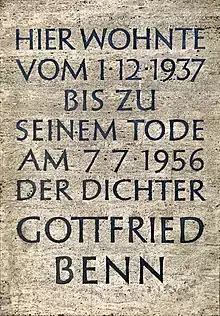 HIER WOHNTE
VOM 1·12·1937
BIS ZU
SEINEM TODE
AM 7·7·1956
DER DICHTER
GOTTFRIED
BENN